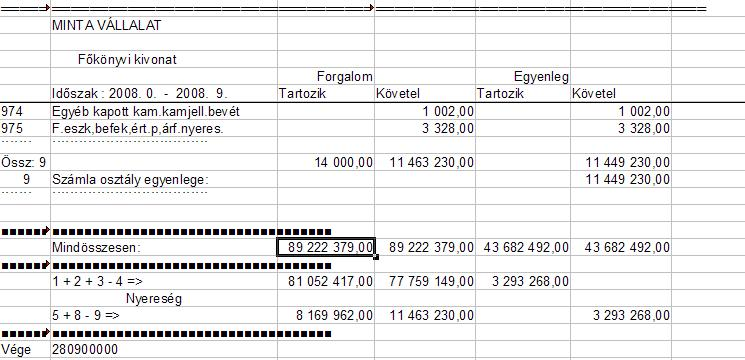 MINTA VÁLLALAT
Főkönyvi kivonat
Forgalom Egyenleg
Időszak : 2008. 0. - 2008. 9. Tartozik Követel Tartozik Követel
974 Egyéb kapott kam.kamjell.bevét 1 002,00 1 002,00
975 F.eszk,befek,ért.p,árf.nyeres. 3 328,00 3 328,00
Össz: 9 14 000,00 11 463 230,00 11 449 230,00
9 Számla osztály egyenlege: 11 449 230,00
Mindösszesen: 89 222 379,00 89 222 379,00 43 682 492,00 43 682 492,00
1 + 2 + 3 - 4 => 81 052 417,00 77 759 149,00 3 293 268,00
Nyereség
5 + 8 - 9 => 8 169 962,00 11 463 230,00 3 293 268,00
Vége 280900000